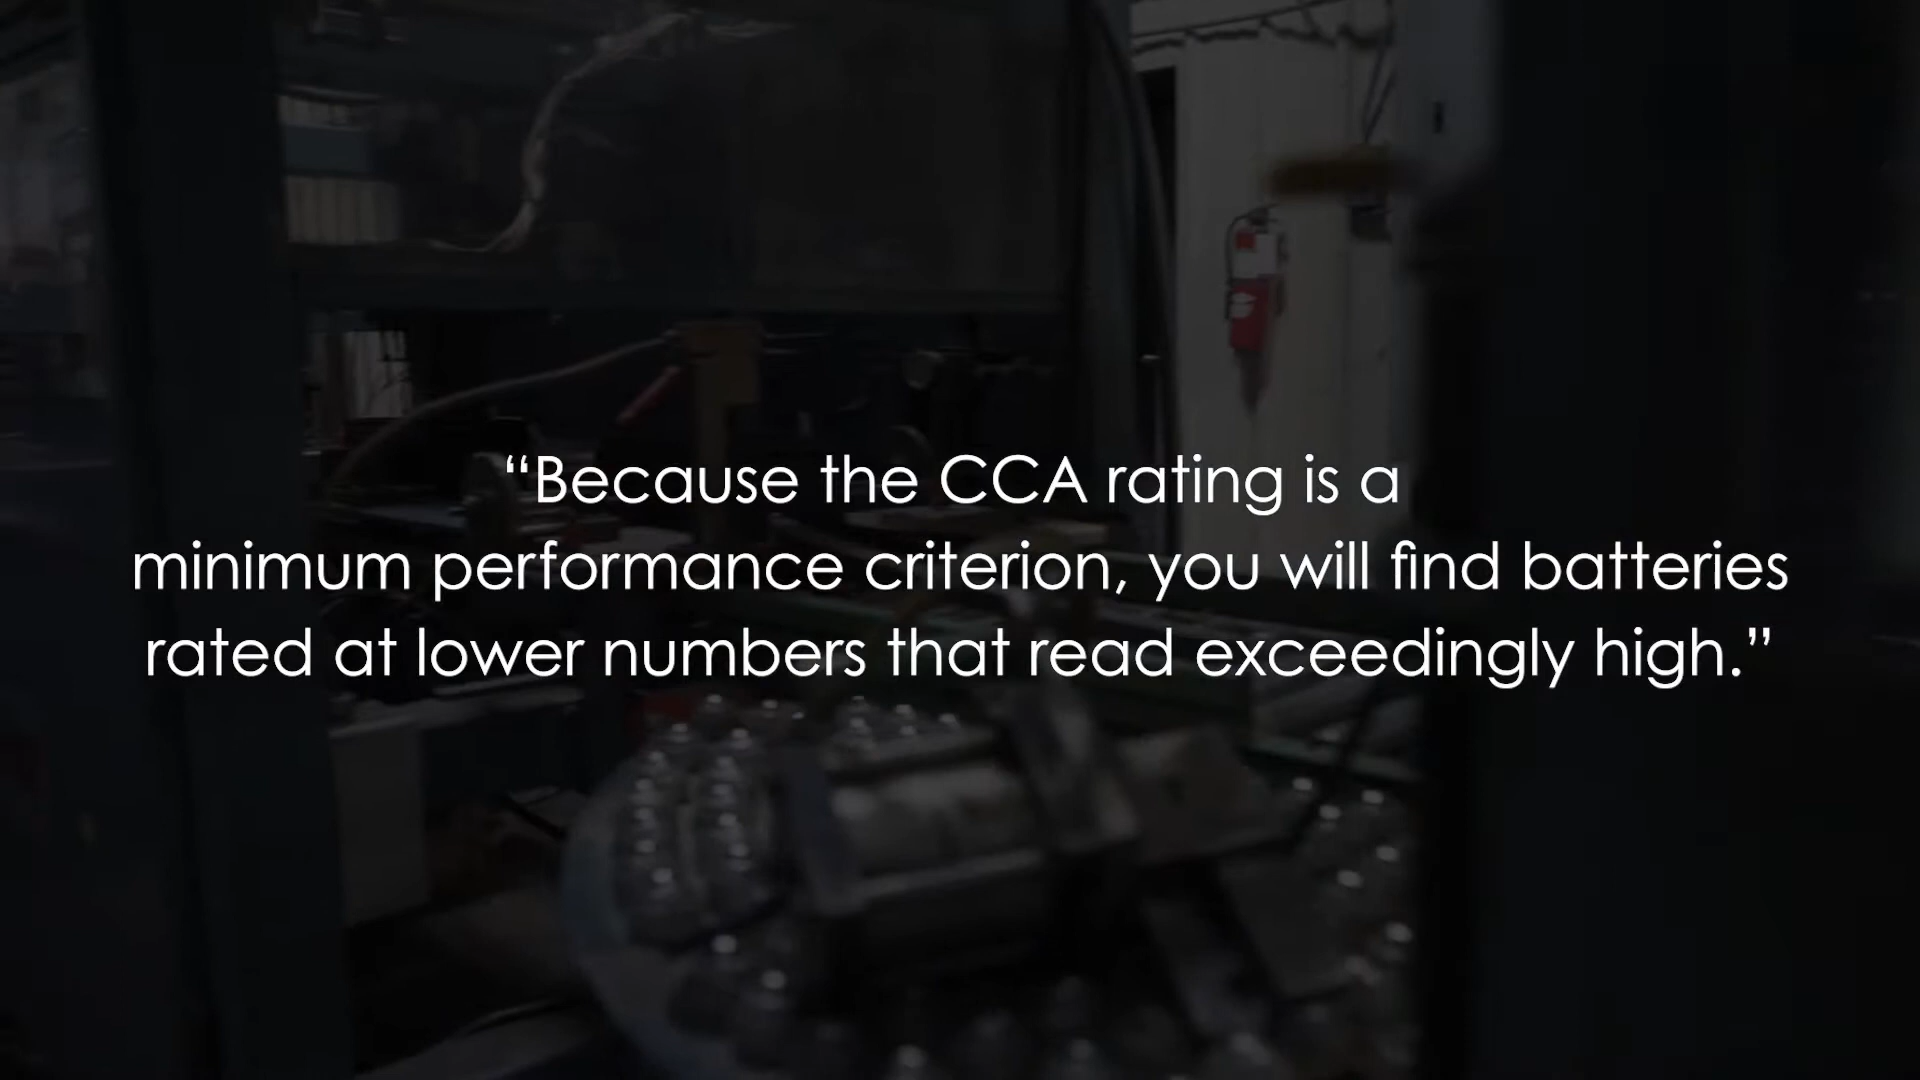 “Because the CCA rating is a
minimum performance criterion, you will find batteries
rated at lower numbers that read exceedingly high.”